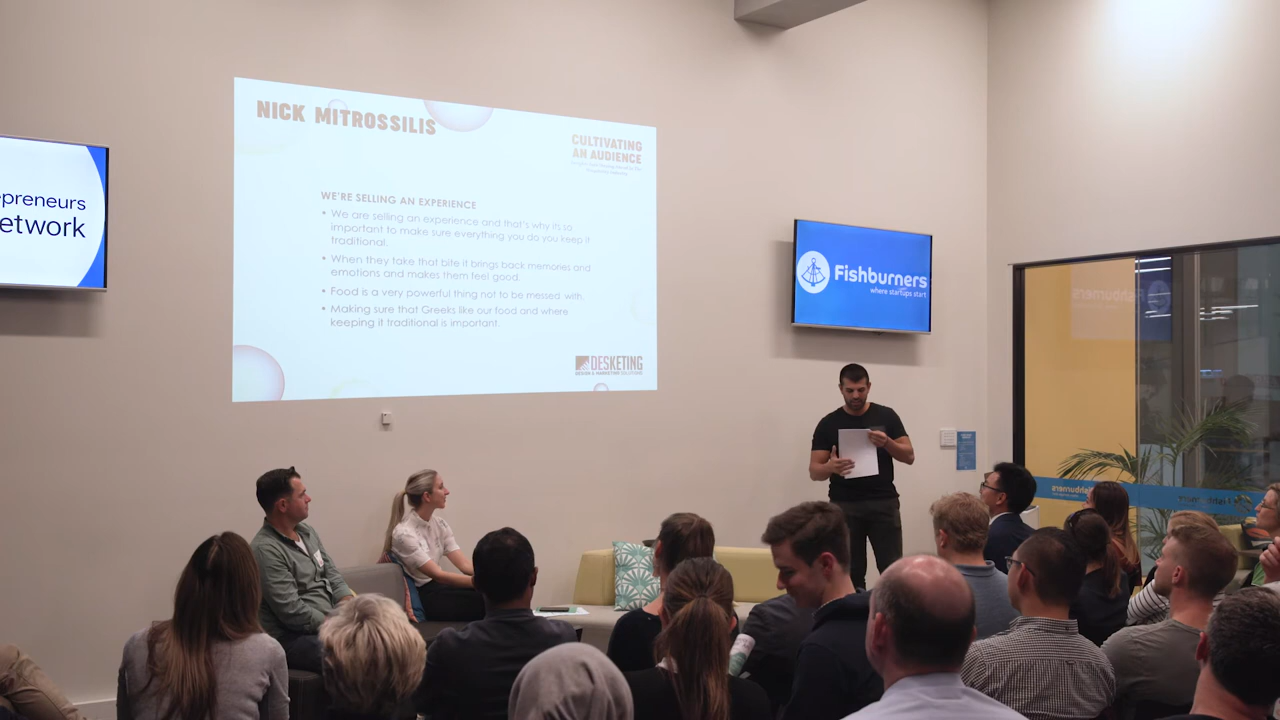 epreneurs
etwork
NICK MITROSSILIS
CULTIVATING
AN AUDIENCE
WE'RE SELLING AN EXPERIENCE
• We are selling an experience and that's why it's so
important to make sure everything you do you keep it
traditional.
• When they take that bite it brings back memories and
emotions and makes them feel good.
• Food is a very powerful thing not to be messed with.
• Making sure that Greeks like our food and where
keeping it traditional is important.
DESKETING
DESIGN & MARKETING SOLUTIONS
Fishburners
where startups start